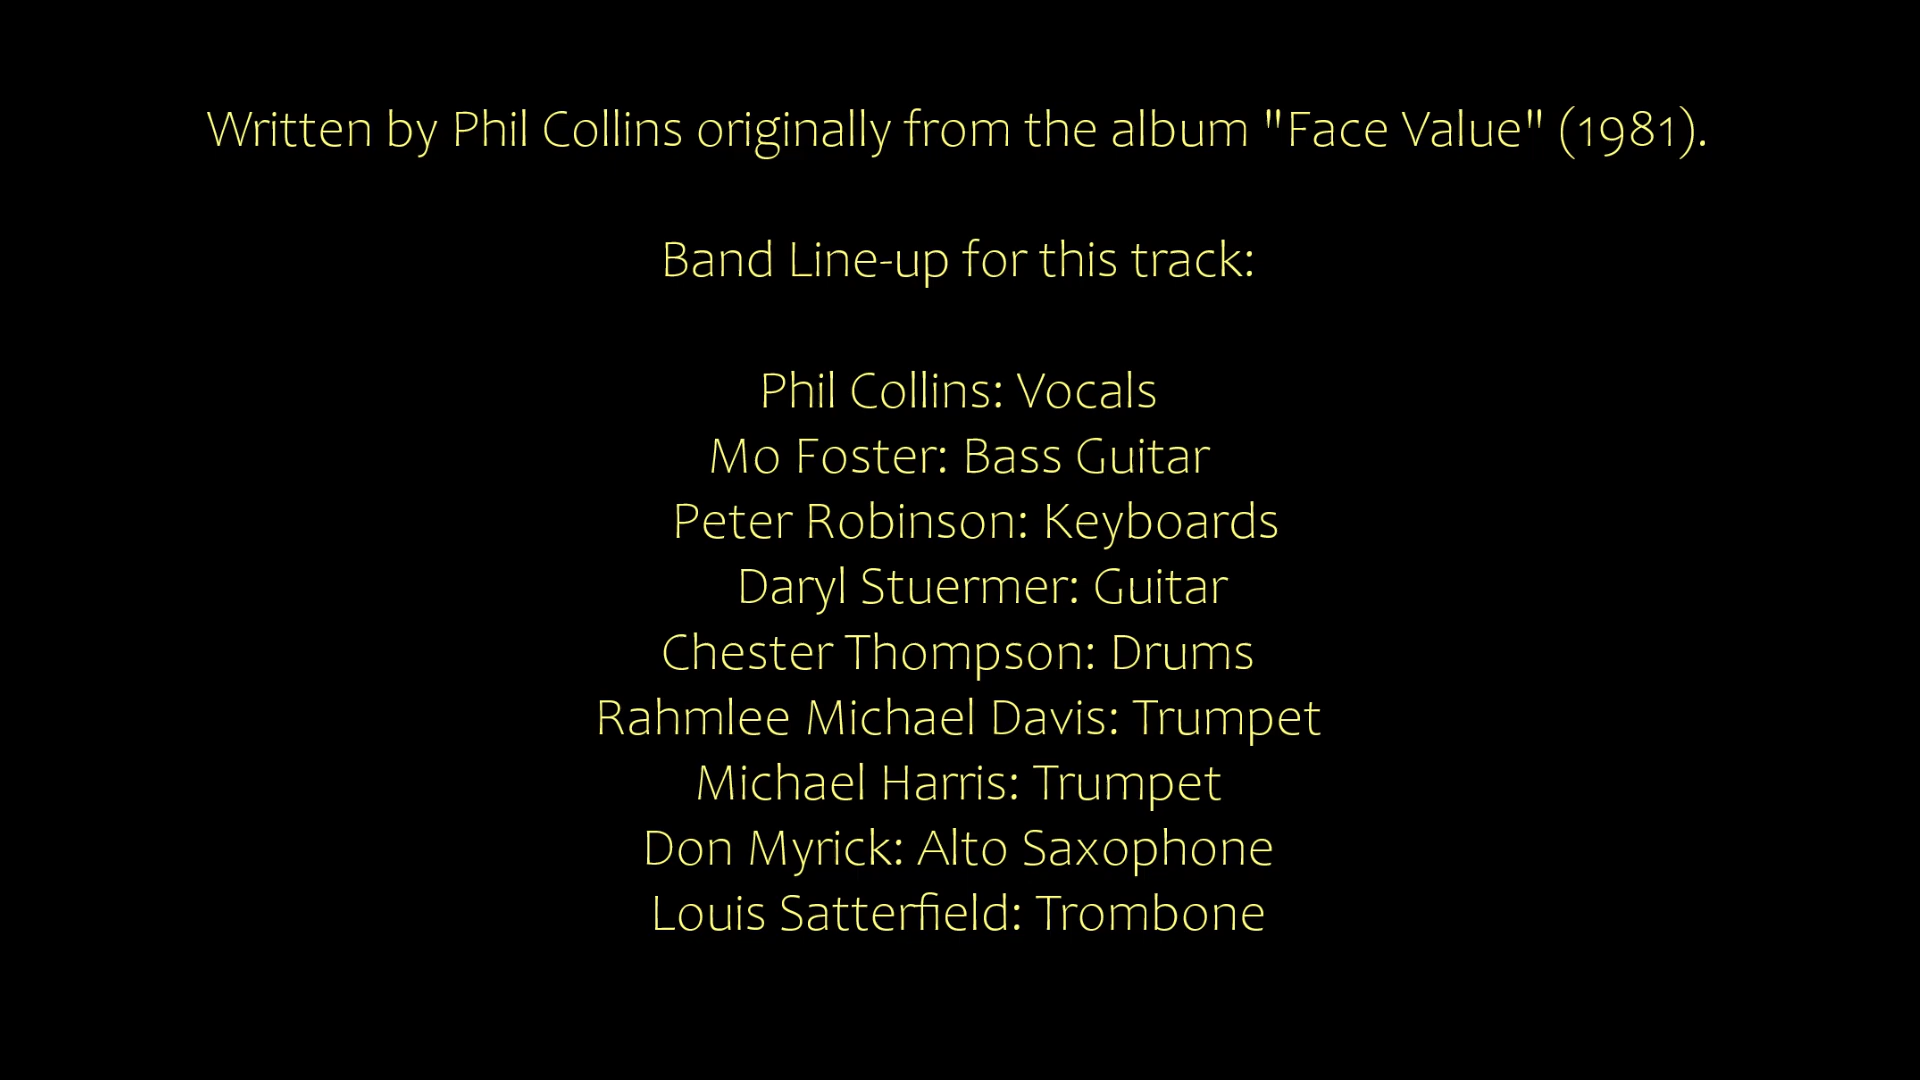 Written by Phil Collins originally from the album "Face Value" (1981).
Band Line-up for this track:
Phil Collins: Vocals
Mo Foster: Bass Guitar
Peter Robinson: Keyboards
Daryl Stuermer: Guitar
Chester Thompson: Drums
Rahmlee Michael Davis: Trumpet
Michael Harris: Trumpet
Don Myrick: Alto Saxophone
Louis Satterfield: Trombone